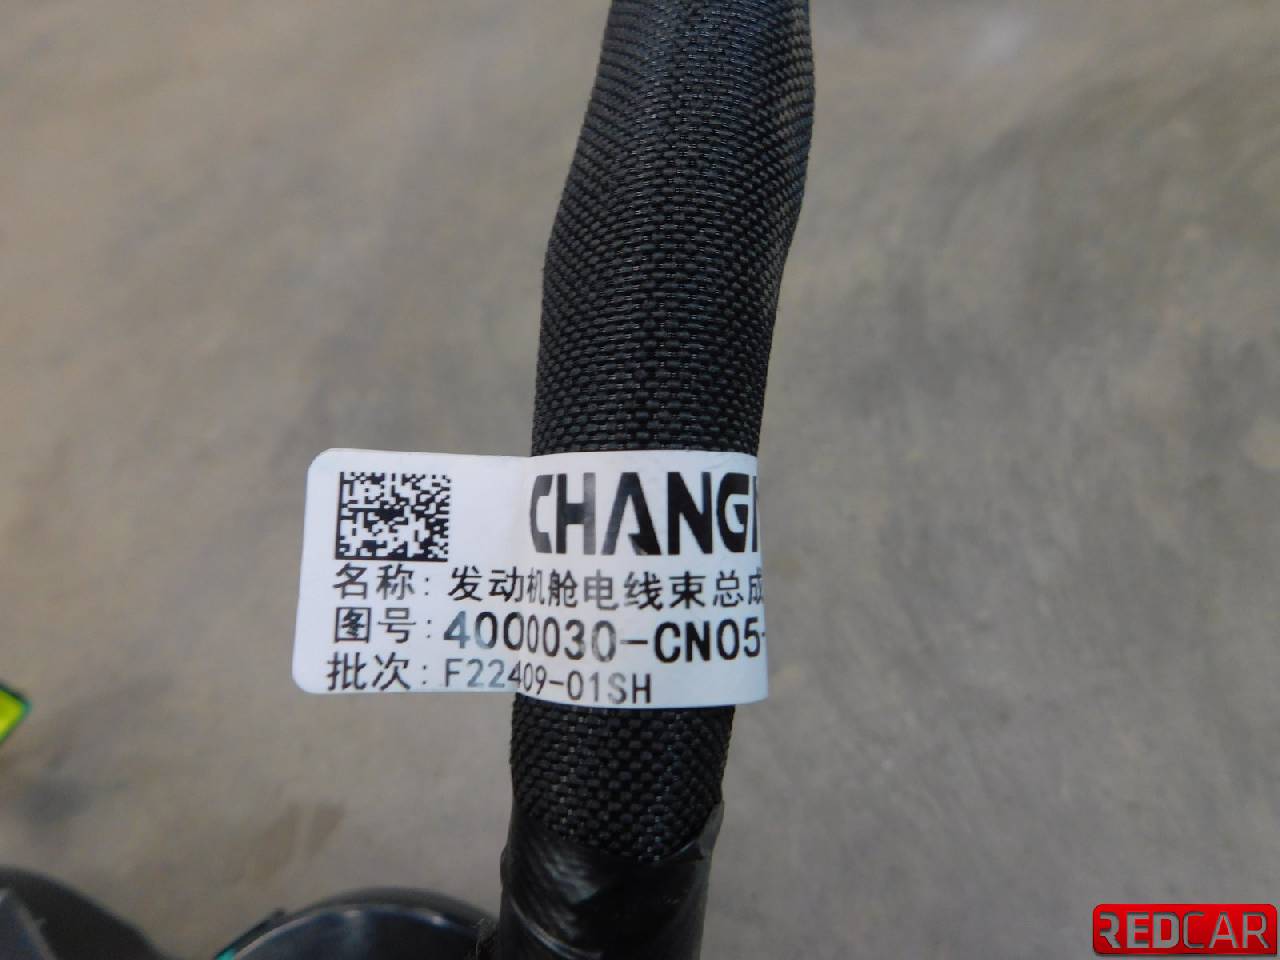 CHANG
名称: 发动机舱电线束总成
图号: 4000030-CN05-
批次: F22409-01SH
REDCAR